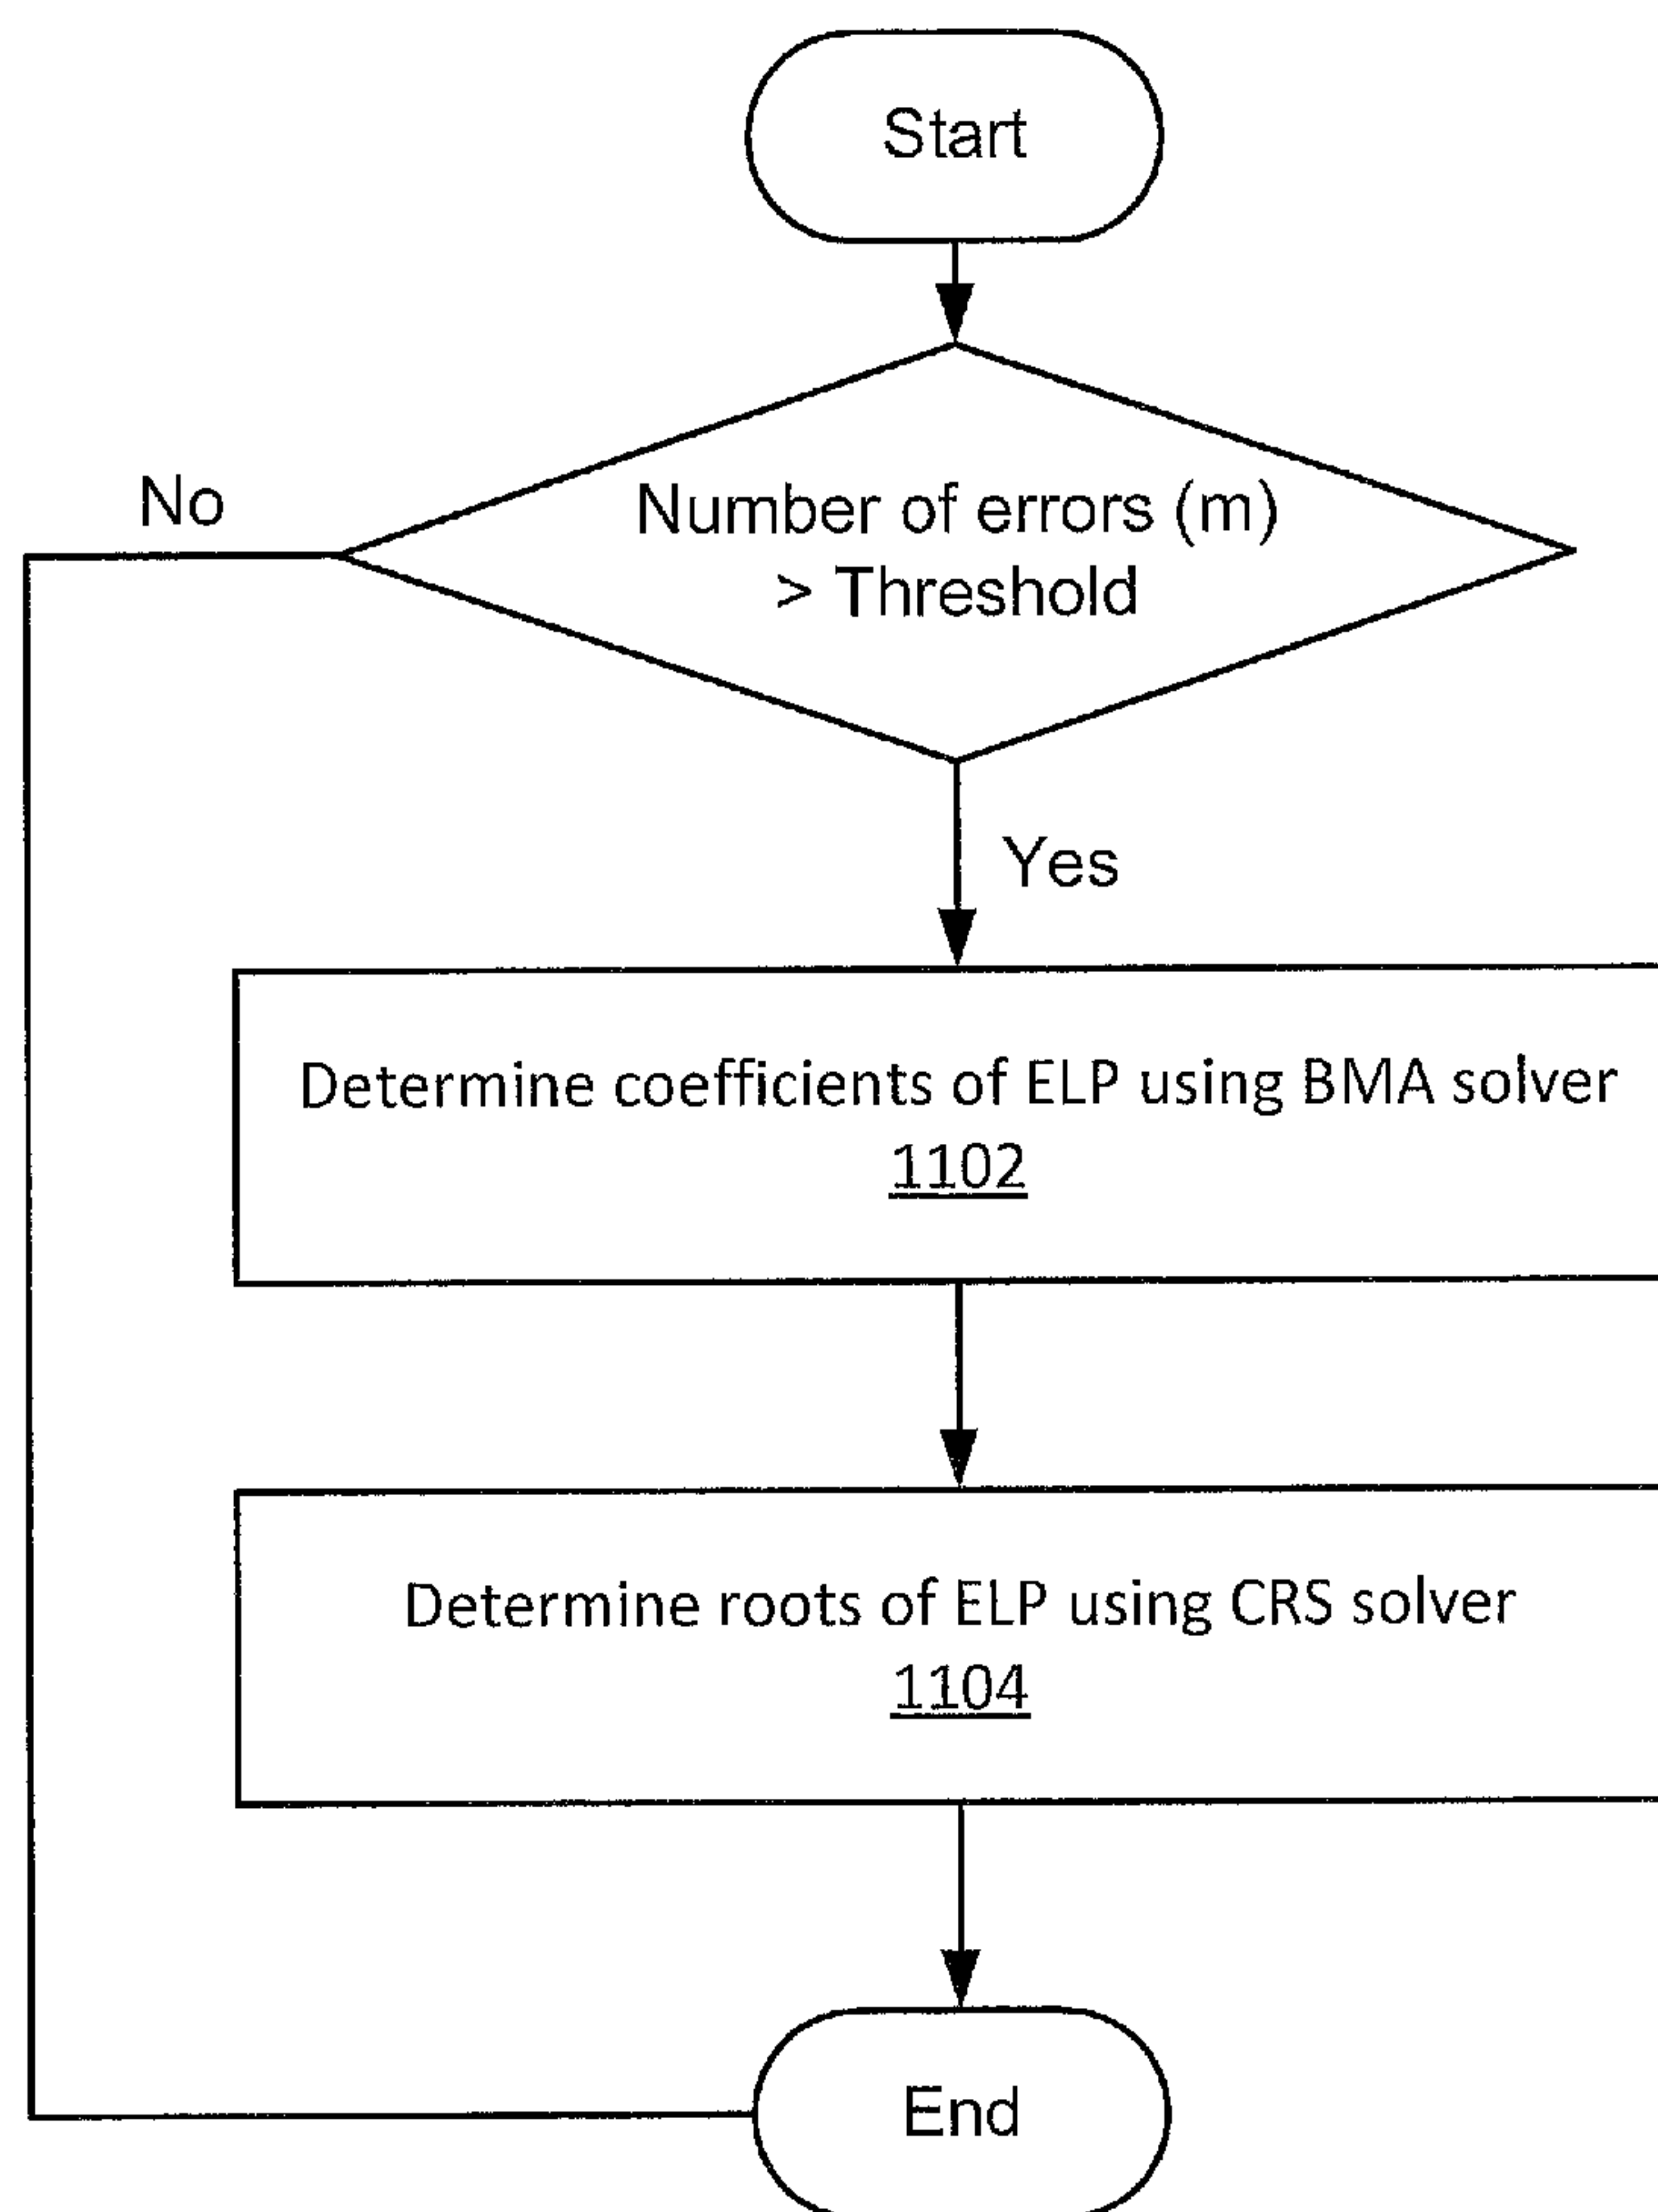 Start
Number of errors (m)
> Threshold
No
Yes
Determine coefficients of ELP using BMA solver
1102
Determine roots of ELP using CRS solver
1104
End